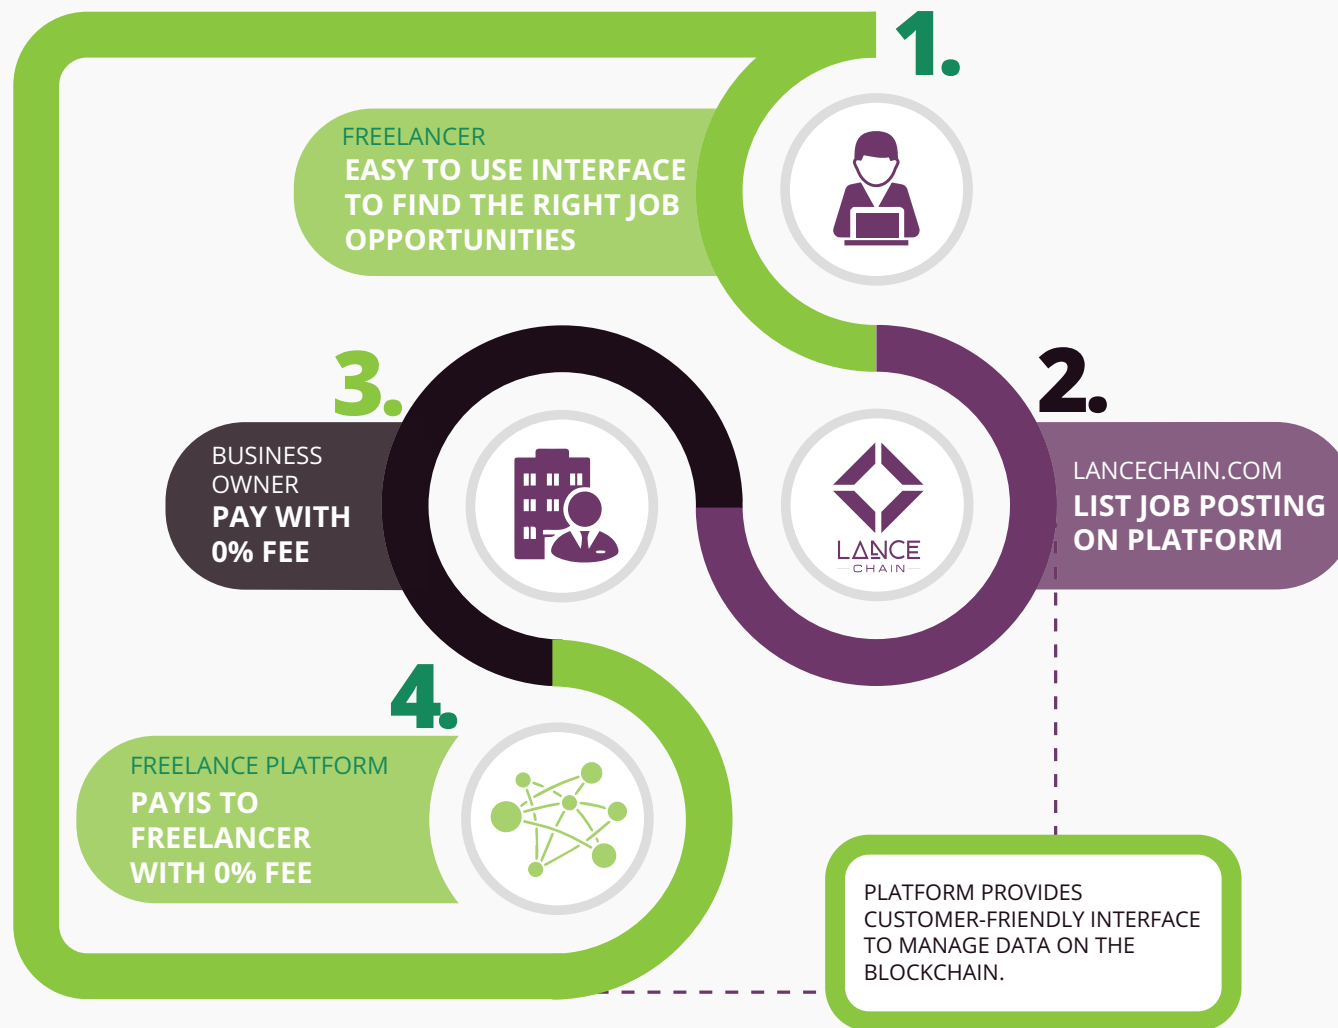 1.
FREELANCER
EASY TO USE INTERFACE
TO FIND THE RIGHT JOB
OPPORTUNITIES
2.
LANCECHAIN.COM
LIST JOB POSTING
ON PLATFORM
LANCE
CHAIN
3.
BUSINESS
OWNER
PAY WITH
0% FEE
4.
FREELANCE PLATFORM
PAYIS TO
FREELANCER
WITH 0% FEE
PLATFORM PROVIDES
CUSTOMER-FRIENDLY INTERFACE
TO MANAGE DATA ON THE
BLOCKCHAIN.